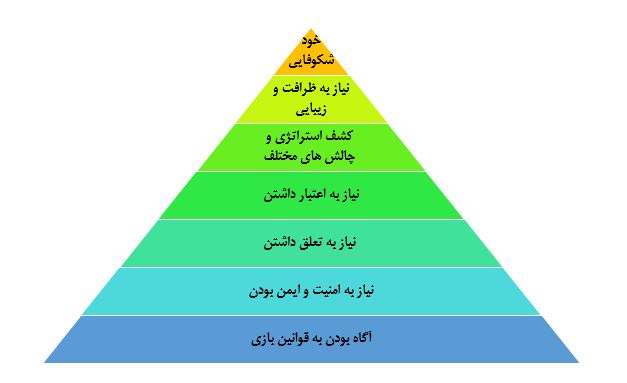 خود
شکوفایی
نیاز به ظرافت و
زیبایی
کشف استراتژی و
چالش های مختلف
نیاز به اعتبار داشتن
نیاز به تعلق داشتن
نیاز به امنیت و ایمن بودن
آگاه بودن به قوانین بازی